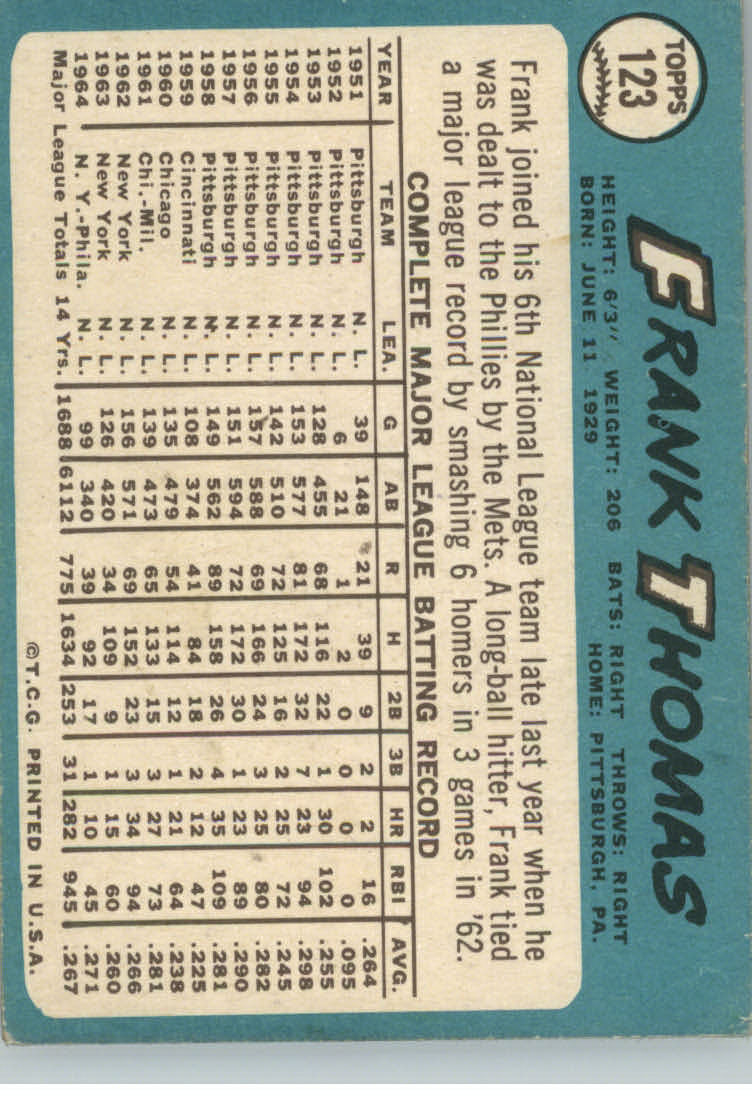 TOPPS
123
FRANK THOMAS
HEIGHT: 6/3" WEIGHT: 206 BATS: RIGHT THROWS: RIGHT
BORN: JUNE 11 1929 HOME: PITTSBURGH, PA.
Frank joined his 6th National League team late last year when he
was dealt to the Phillies by the Mets. A long-ball hitter, Frank tied
a major league record by smashing 6 homers in 3 games in '62.
COMPLETE MAJOR LEAGUE BATTING RECORD
YEAR TEAM LEA. G AB R H 2B 3B HR RBI AVG.
1951 Pittsburgh N. L. 39 148 21 39 9 2 2 16 .264
1952 Pittsburgh N. L. 6 21 1 2 0 0 0 0 .095
1953 Pittsburgh N. L. 128 455 68 116 22 1 30 102 .255
1954 Pittsburgh N. L. 153 577 81 172 32 7 23 94 .298
1955 Pittsburgh N. L. 142 510 72 125 16 2 25 72 .245
1956 Pittsburgh N. L. 157 588 69 166 24 3 25 80 .282
1957 Pittsburgh N. L. 151 594 72 172 30 1 23 89 .290
1958 Pittsburgh N. L. 149 562 89 158 26 4 35 109 .281
1959 Cincinnati N. L. 108 374 41 84 18 2 12 47 .225
1960 Chicago N. L. 135 479 54 114 12 1 21 64 .238
1961 Chi.-Mil. N. L. 139 473 65 133 15 3 27 73 .281
1962 New York N. L. 156 571 69 152 23 3 34 94 .266
1963 New York N. L. 126 420 34 109 9 1 15 60 .260
1964 N. Y.-Phila. N. L. 99 340 39 92 17 1 10 45 .271
Major League Totals 14 Yrs. 1688 6112 775 1634 253 31 282 945 .267
©T.C.G. PRINTED IN U.S.A.